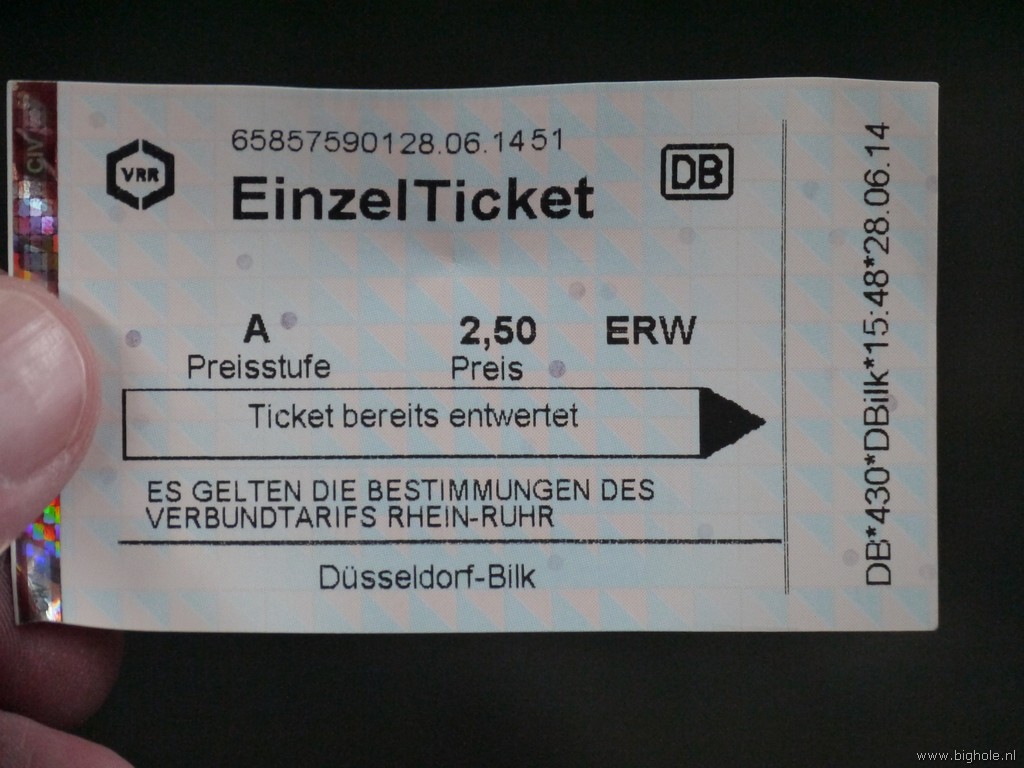 65857590128.06.1451
VRR
DB
EinzelTicket
A 2,50 ERW
Preisstufe Preis
Ticket bereits entwertet
ES GELTEN DIE BESTIMMUNGEN DES
VERBUNDTARIFS RHEIN-RUHR
Düsseldorf-Bilk
DB*430*DBilk*15:48*28.06.14
www.bighole.nl